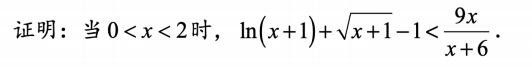 证明：当 0 < x < 2 时，ln(x+1)+√(x+1)−1<9x/(x+6).